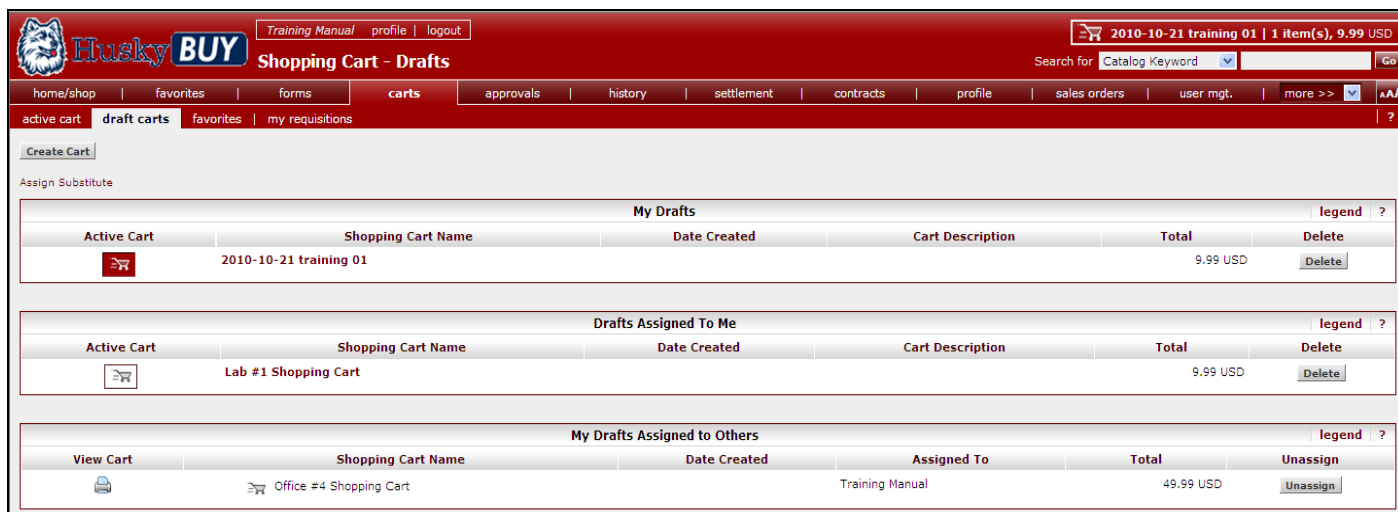 Training Manual profile | logout
2010-10-21 training 01 | 1 item(s), 9.99 USD
Husky BUY
Shopping Cart - Drafts
Search for Catalog Keyword Go
home/shop | favorites | forms carts approvals | history | settlement | contracts | profile | sales orders | user mgt. | more >> AAA
active cart draft carts favorites | my requisitions | ?
Create Cart
Assign Substitute
My Drafts legend ?
Active Cart Shopping Cart Name Date Created Cart Description Total Delete
2010-10-21 training 01 9.99 USD Delete
Drafts Assigned To Me legend ?
Active Cart Shopping Cart Name Date Created Cart Description Total Delete
Lab #1 Shopping Cart 9.99 USD Delete
My Drafts Assigned to Others legend ?
View Cart Shopping Cart Name Date Created Assigned To Total Unassign
Office #4 Shopping Cart Training Manual 49.99 USD Unassign